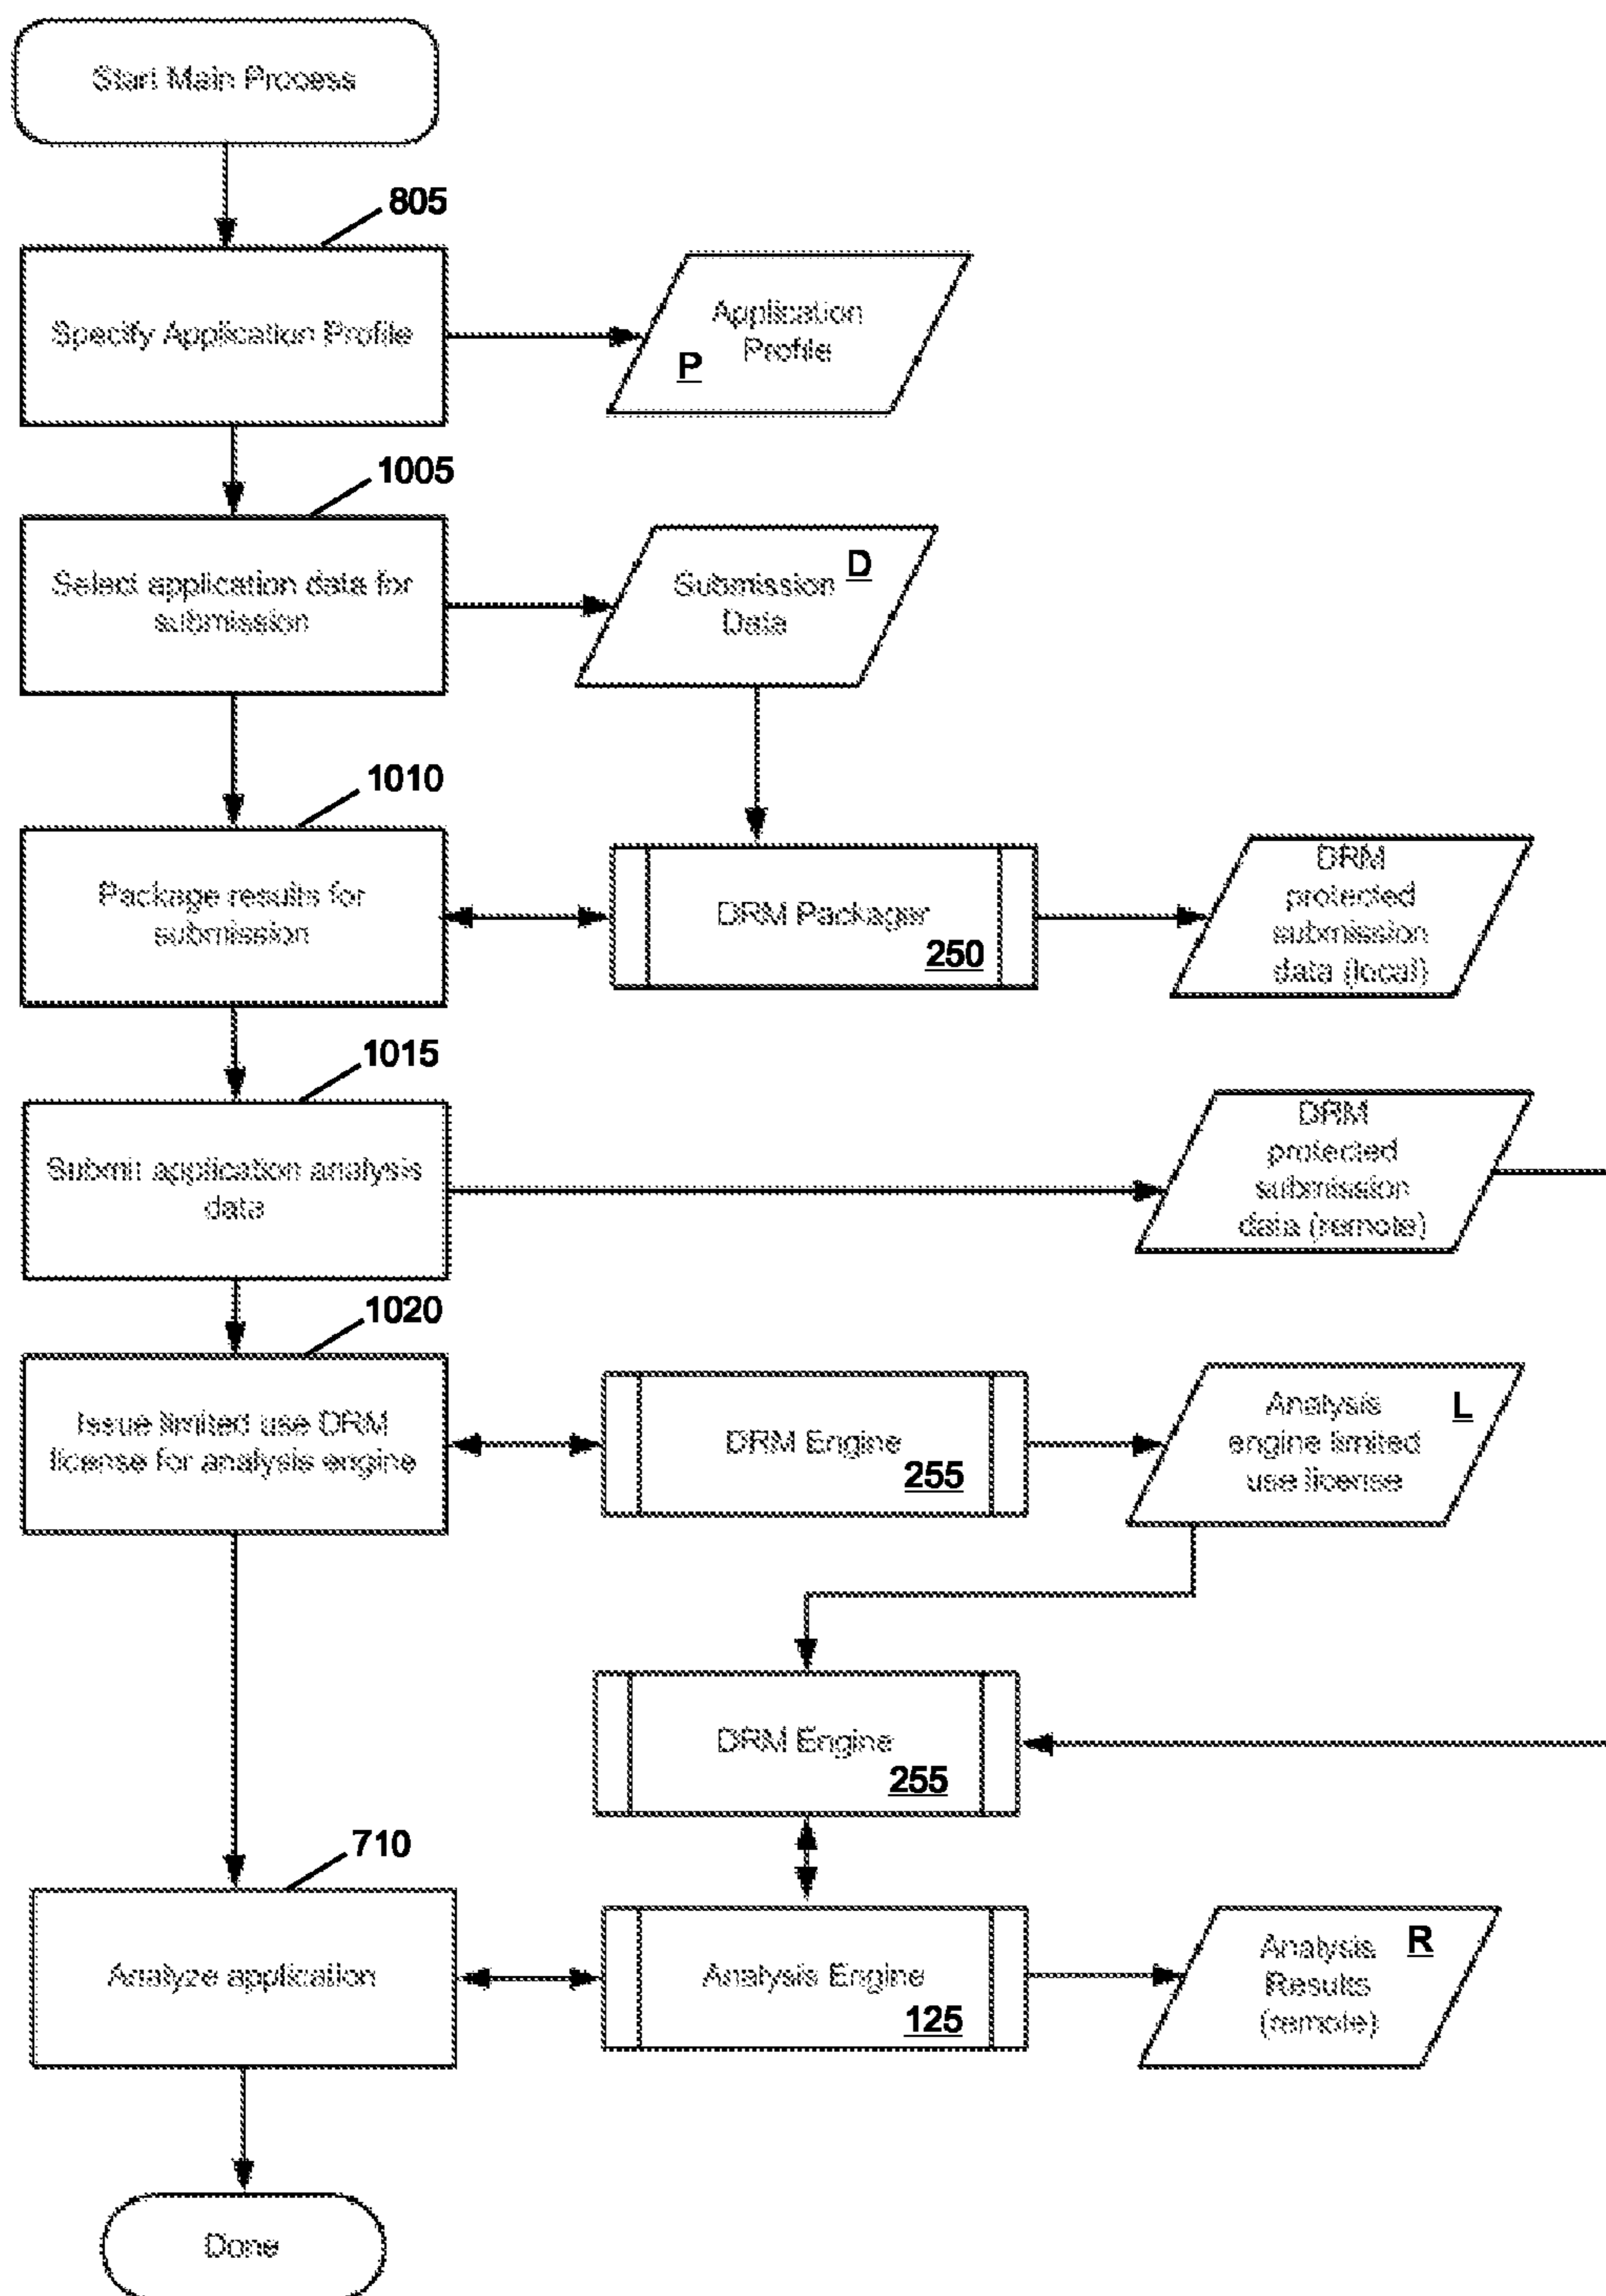 Start Main Process
805
Specify Application Profile
Application
Profile
P
1005
Select application data for
submission
Submission
Data
D
1010
Package results for
submission
DRM Packager
250
DRM
protected
submission
data (local)
1015
Submit application analysis
data
DRM
protected
submission
data (remote)
1020
Issue limited use DRM
license for analysis engine
DRM Engine
255
Analysis
engine limited
use license
L
DRM Engine
255
710
Analyze application
Analysis Engine
125
Analysis
Results
(remote)
R
Done